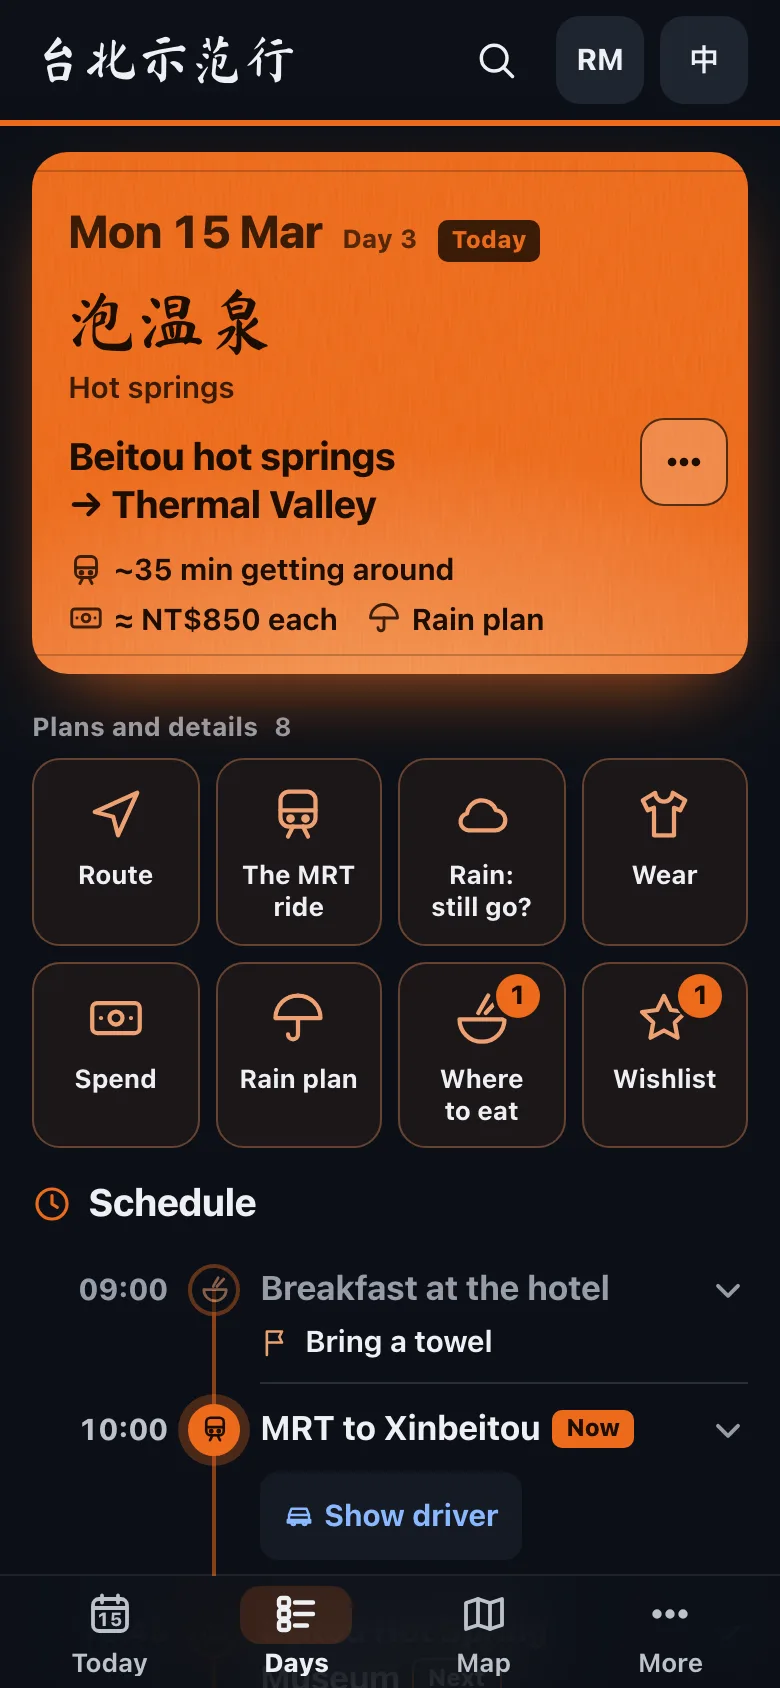 台北示范行
RM
中
Mon 15 Mar Day 3 Today
泡温泉
Hot springs
Beitou hot springs
→ Thermal Valley
~35 min getting around
≈ NT$850 each Rain plan
Plans and details 8
Route
The MRT
ride
Rain:
still go?
Wear
Spend
Rain plan
1
Where
to eat
1
Wishlist
Schedule
09:00 Breakfast at the hotel
Bring a towel
10:00 MRT to Xinbeitou Now
Show driver
Museum Next
15
Today
Days
Map
More